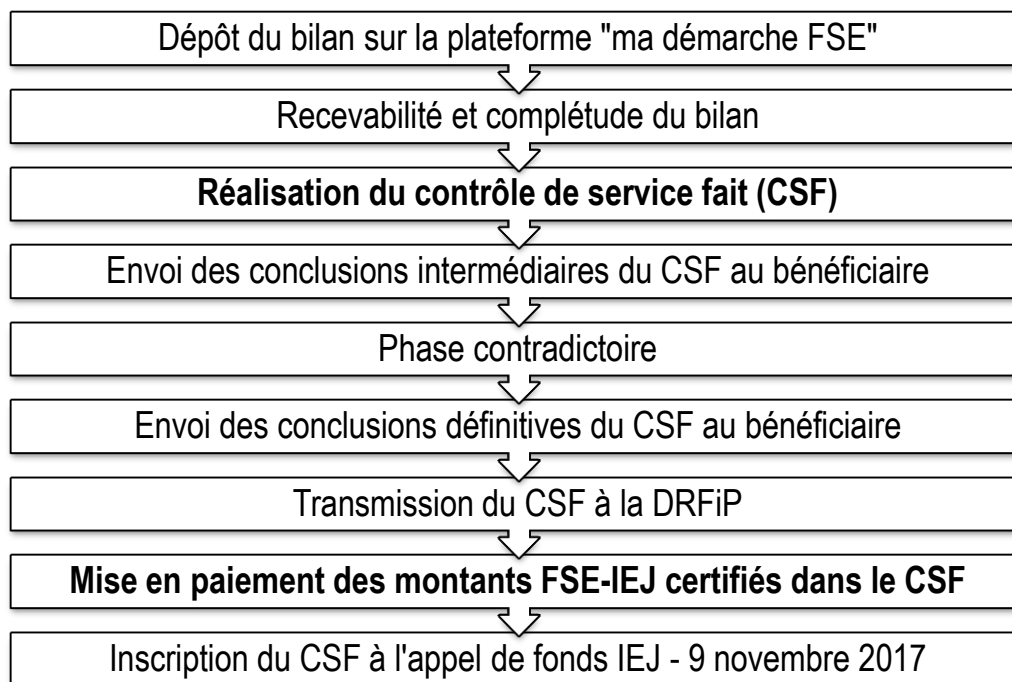 Dépôt du bilan sur la plateforme "ma démarche FSE"
Recevabilité et complétude du bilan
Réalisation du contrôle de service fait (CSF)
Envoi des conclusions intermédiaires du CSF au bénéficiaire
Phase contradictoire
Envoi des conclusions définitives du CSF au bénéficiaire
Transmission du CSF à la DRFiP
Mise en paiement des montants FSE-IEJ certifiés dans le CSF
Inscription du CSF à l'appel de fonds IEJ - 9 novembre 2017